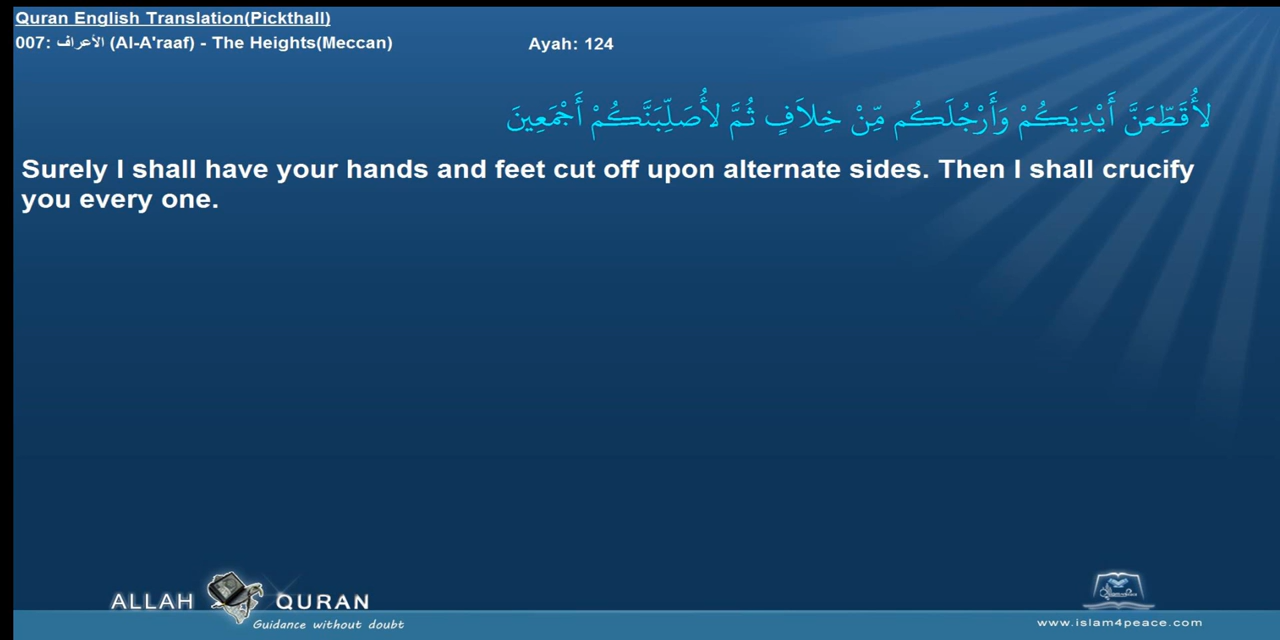 Quran English Translation(Pickthall)
007: الأعراف (Al-A'raaf) - The Heights(Meccan) Ayah: 124
لأُقَطِّعَنَّ أَيْدِيَكُمْ وَأَرْجُلَكُم مِّنْ خِلاَفٍ ثُمَّ لأُصَلِّبَنَّكُمْ أَجْمَعِينَ
Surely I shall have your hands and feet cut off upon alternate sides. Then I shall crucify
you every one.
ALLAH QURAN
Guidance without doubt
www.islam4peace.com